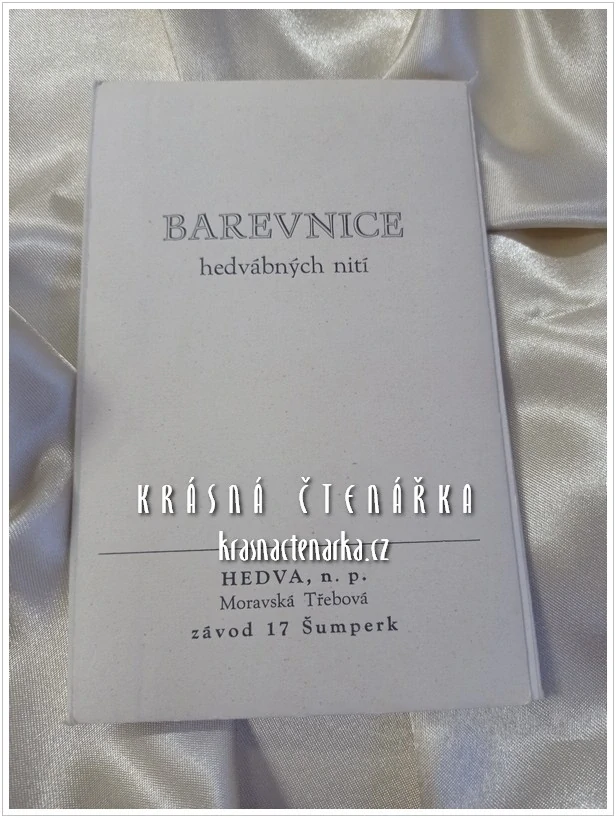 BAREVNICE
hedvábných nití
KRÁSNÁ ČTENÁŘKA
krasnactenarka.cz
HEDVA, n. p.
Moravská Třebová
závod 17 Šumperk